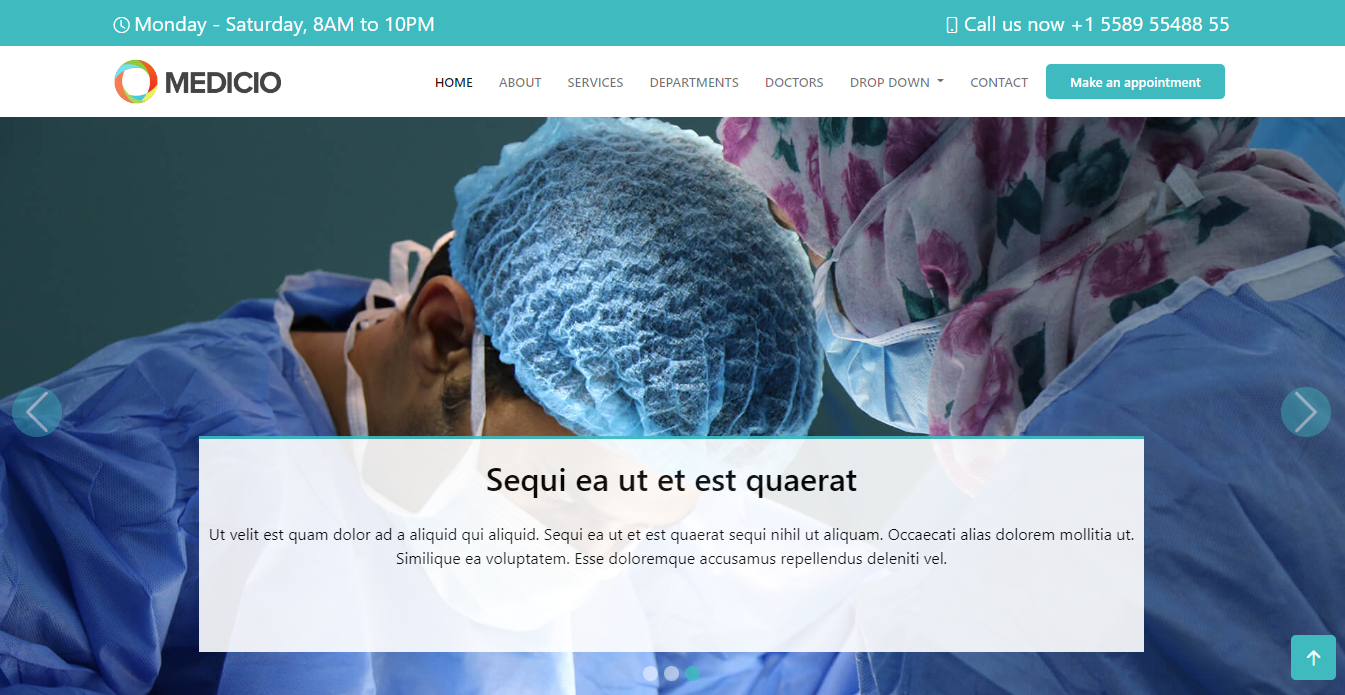 Monday - Saturday, 8AM to 10PM
Call us now +1 5589 55488 55
MEDICIO
HOME ABOUT SERVICES DEPARTMENTS DOCTORS DROP DOWN CONTACT Make an appointment
Sequi ea ut et est quaerat
Ut velit est quam dolor ad a aliquid qui aliquid. Sequi ea ut et est quaerat sequi nihil ut aliquam. Occaecati alias dolorem mollitia ut.
Similique ea voluptatem. Esse doloremque accusamus repellendus deleniti vel.